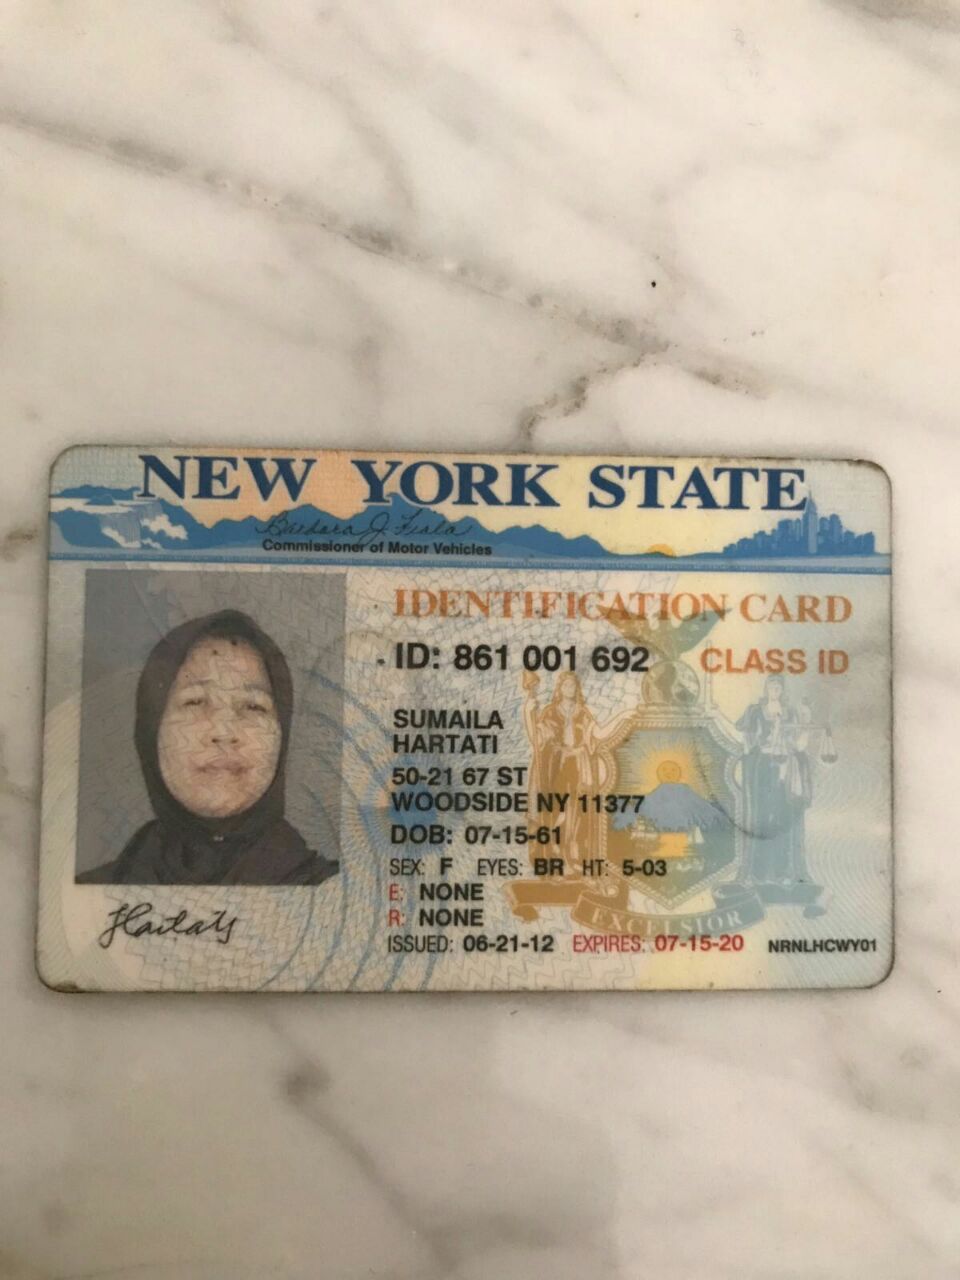 NEW YORK STATE
Barbara J. Fiala
Commissioner of Motor Vehicles
IDENTIFICATION CARD
ID: 861 001 692 CLASS ID
SUMAILA
HARTATI
50-21 67 ST
WOODSIDE NY 11377
DOB: 07-15-61
SEX: F EYES: BR HT: 5-03
E: NONE
R: NONE
EXCELSIOR
ISSUED: 06-21-12 EXPIRES: 07-15-20 NRNLHCWY01
SHartati